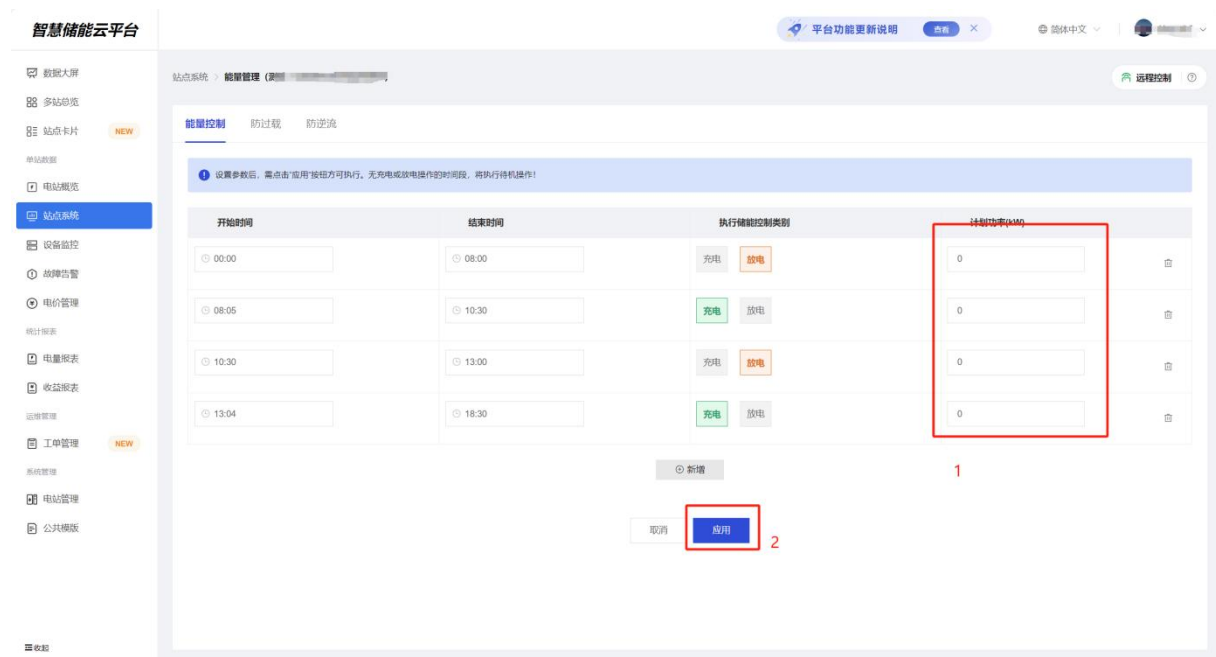 智慧储能云平台
平台功能更新说明 查看
简体中文
数据大屏
多站总览
站点卡片 NEW
单站数据
电站概览
站点系统
设备监控
故障告警
电价管理
统计报表
电量报表
收益报表
运维管理
工单管理 NEW
系统管理
电站管理
公共模版
收起
站点系统 > 能量管理
远程控制
能量控制 防过载 防逆流
设置参数后，需点击'应用'按钮方可执行。无充电或放电操作的时间段，将执行待机操作！
开始时间 结束时间 执行储能控制类别 计划功率(kW)
00:00 08:00 充电 放电 0
08:05 10:30 充电 放电 0
10:30 13:00 充电 放电 0
13:04 18:30 充电 放电 0
新增
1
取消 应用
2